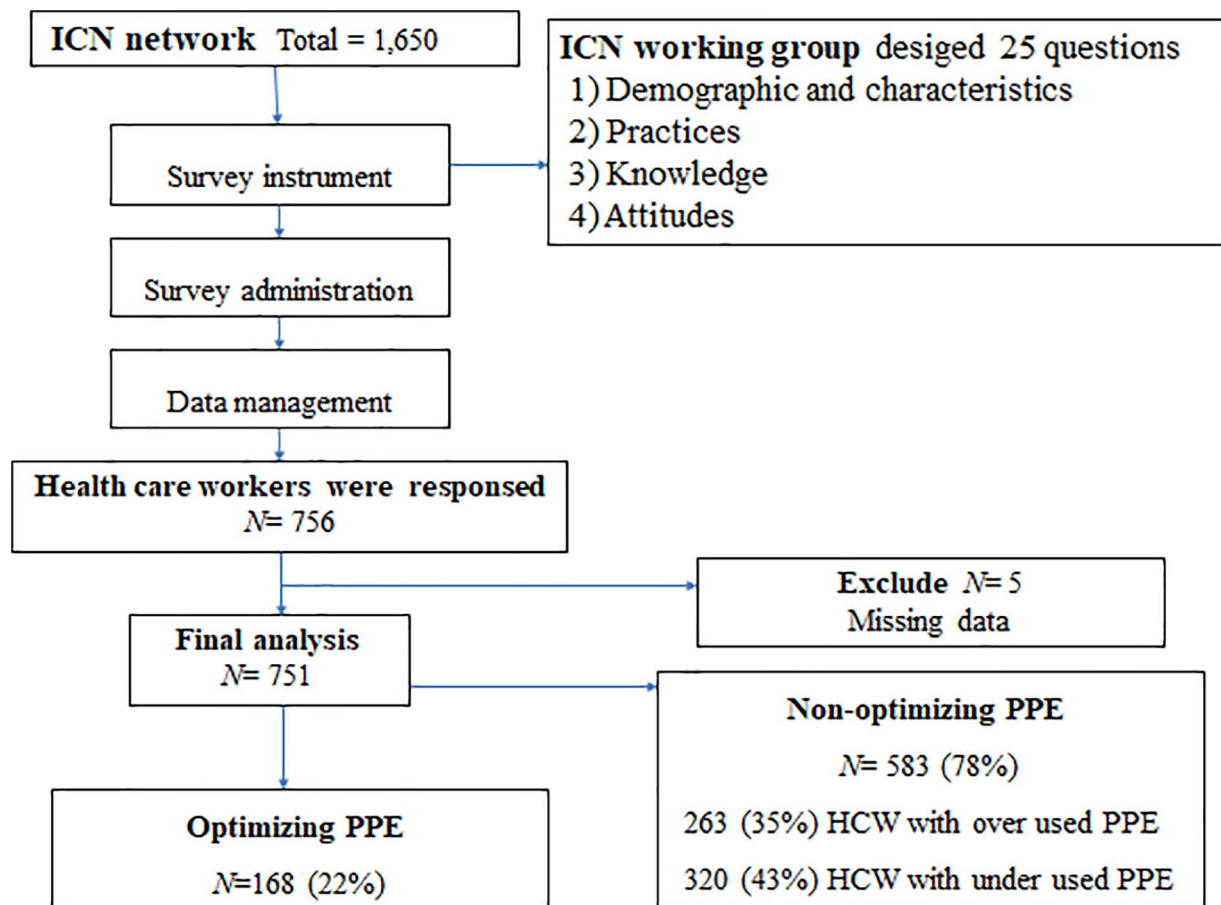 ICN network Total = 1,650
ICN working group desiged 25 questions
1) Demographic and characteristics
2) Practices
3) Knowledge
4) Attitudes
Survey instrument
Survey administration
Data management
Health care workers were responsed
N= 756
Exclude N= 5
Missing data
Final analysis
N= 751
Non-optimizing PPE
N= 583 (78%)
263 (35%) HCW with over used PPE
320 (43%) HCW with under used PPE
Optimizing PPE
N=168 (22%)